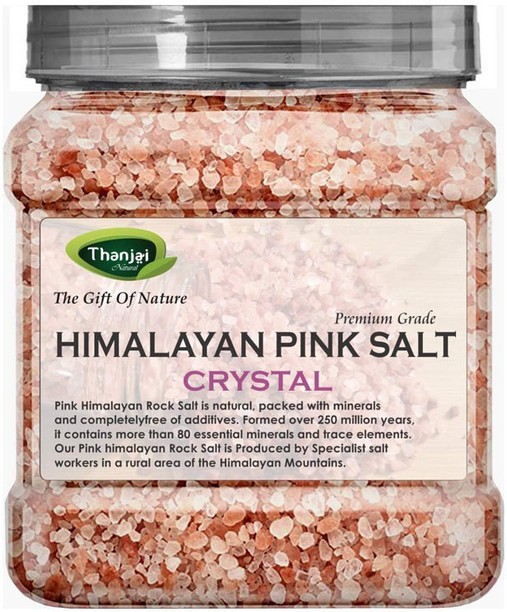 Thanjai
Natural
The Gift Of Nature
Premium Grade
HIMALAYAN PINK SALT
CRYSTAL
Pink Himalayan Rock Salt is natural, packed with minerals
and completelyfree of additives. Formed over 250 million years,
it contains more than 80 essential minerals and trace elements.
Our Pink himalayan Rock Salt is Produced by Specialist salt
workers in a rural area of the Himalayan Mountains.